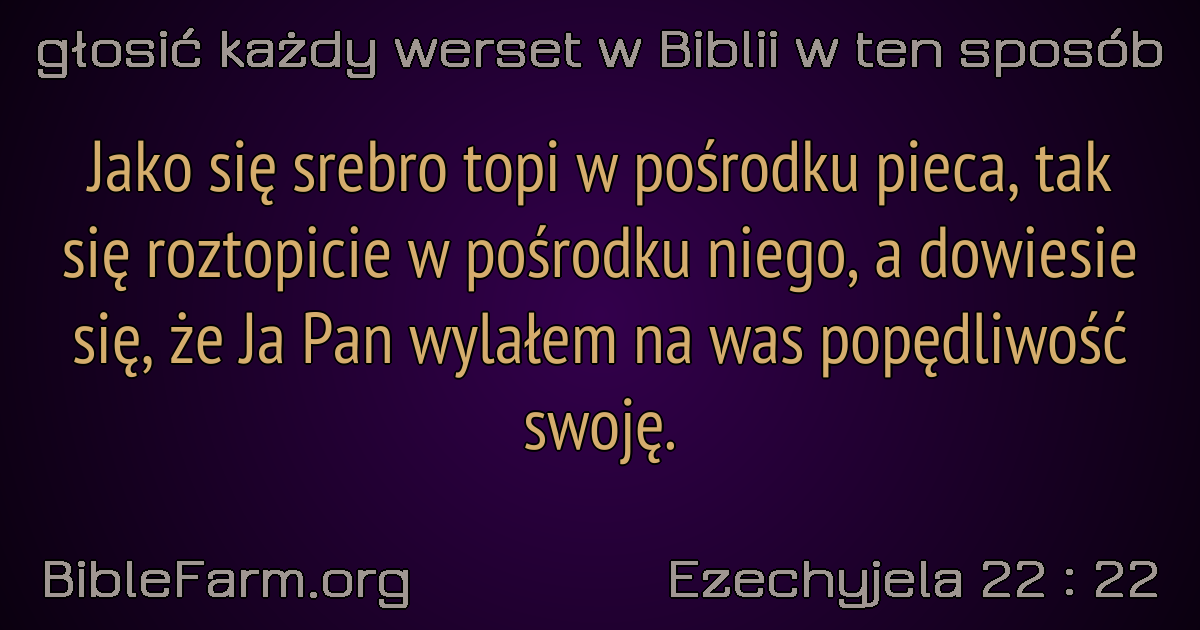 głosić każdy werset w Biblii w ten sposób
Jako się srebro topi w pośrodku pieca, tak
się roztopicie w pośrodku niego, a dowiesie
się, że Ja Pan wylałem na was popędliwość
swoję.
BibleFarm.org
Ezechyjela 22 : 22